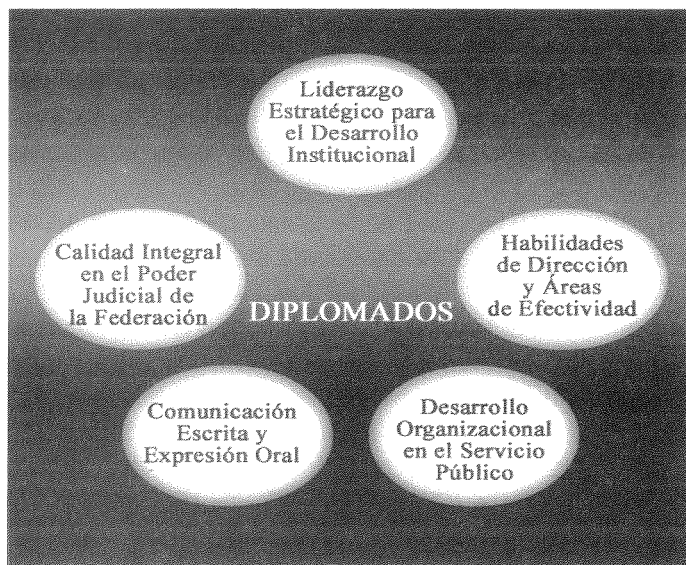 Liderazgo
Estratégico para
el Desarrollo
Institucional
Calidad Integral
en el Poder
Judicial de
la Federación
Habilidades
de Dirección
y Áreas
de Efectividad
DIPLOMADOS
Comunicación
Escrita y
Expresión Oral
Desarrollo
Organizacional
en el Servicio
Público